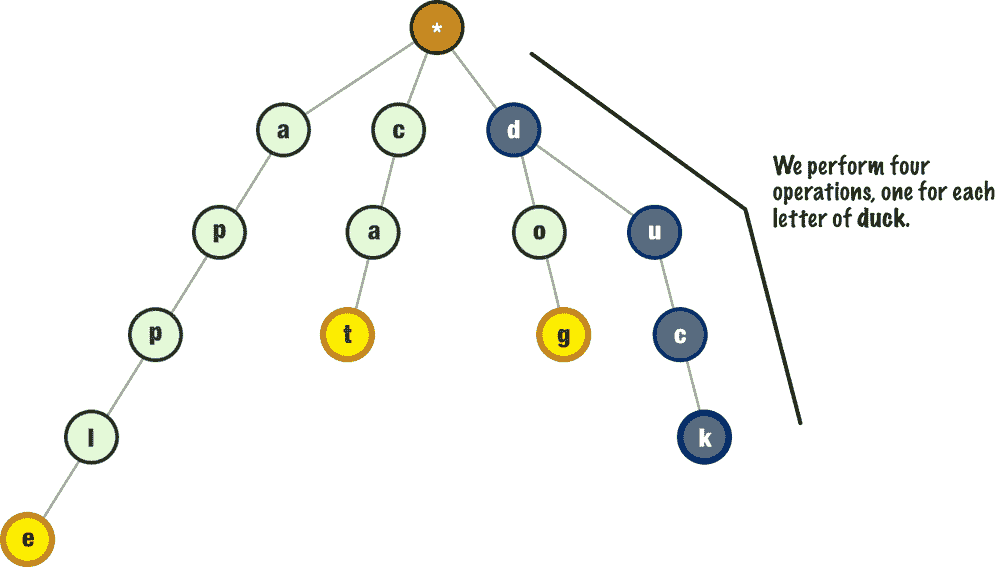 *
a c d
We perform four
operations, one for each
letter of duck.
p a o u
p t g c
l k
e